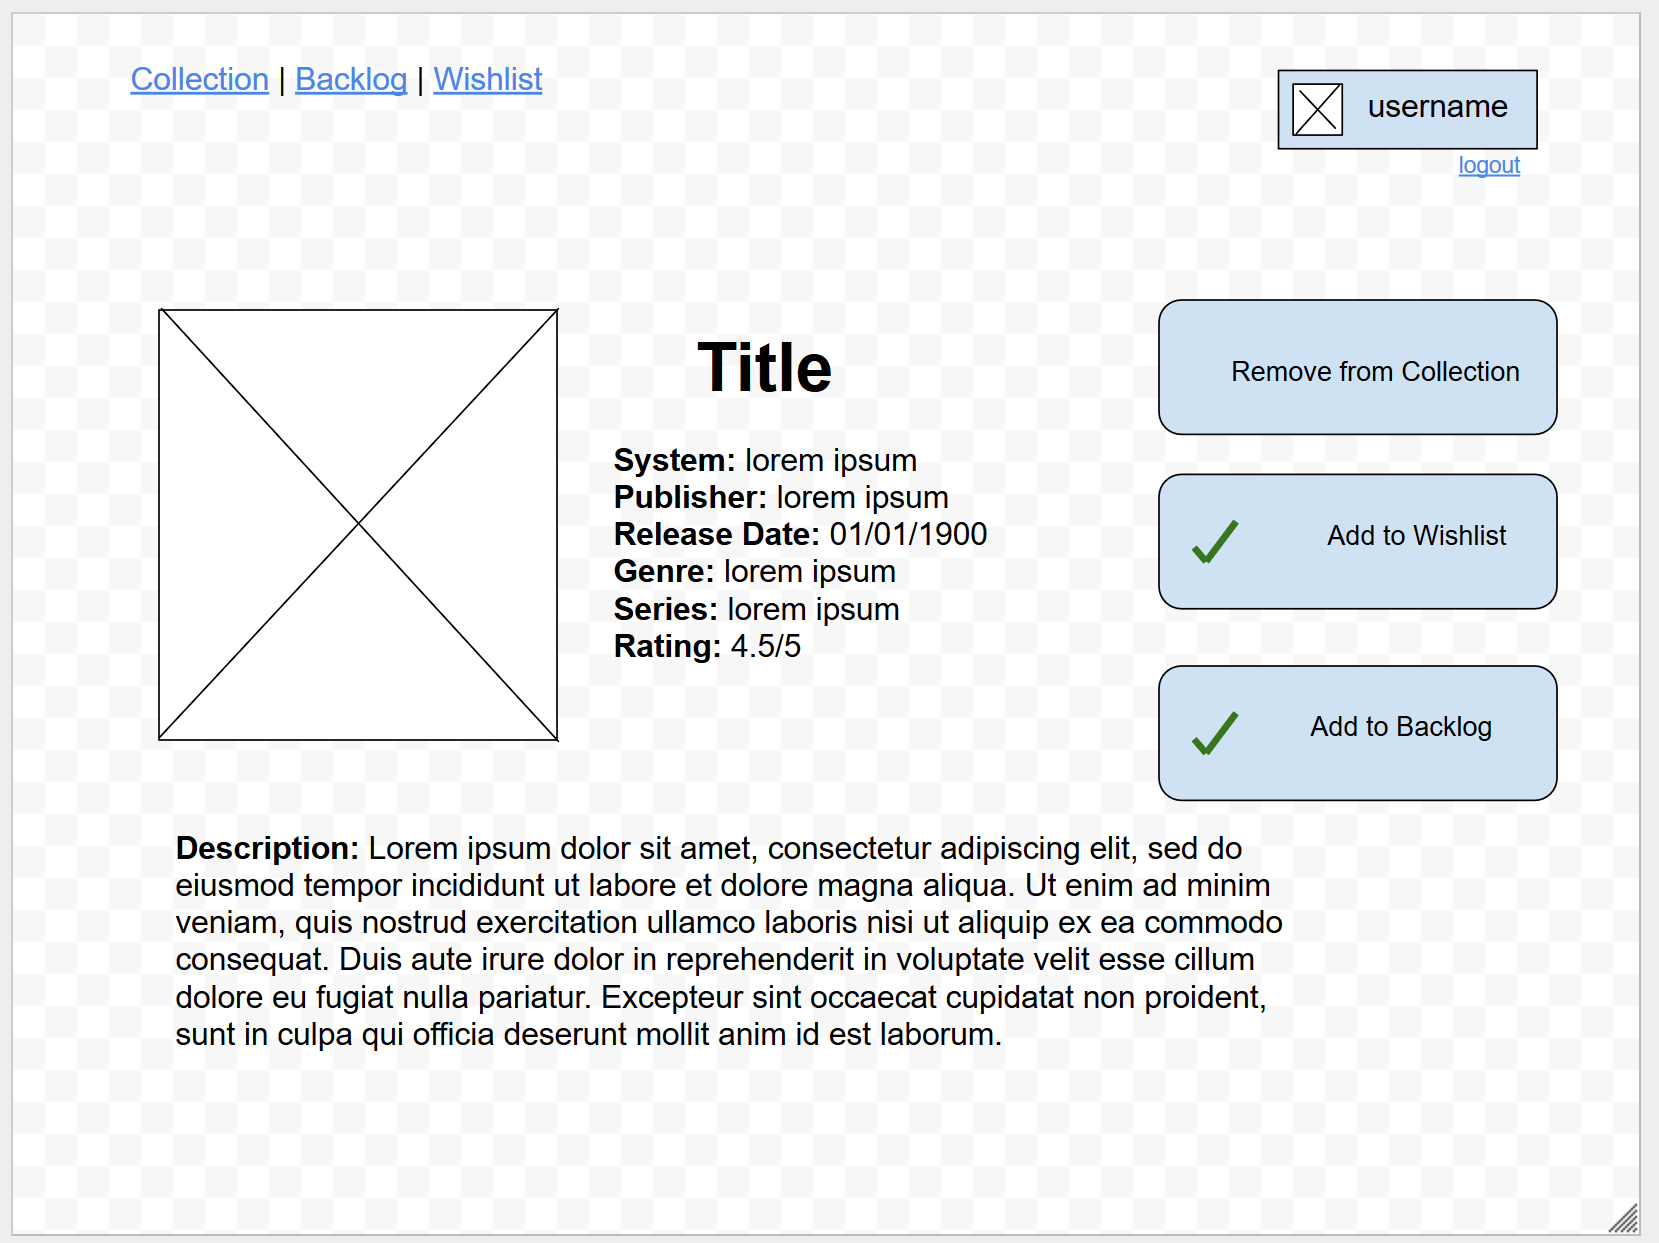 Collection | Backlog | Wishlist
username
logout
Title
System: lorem ipsum
Publisher: lorem ipsum
Release Date: 01/01/1900
Genre: lorem ipsum
Series: lorem ipsum
Rating: 4.5/5
Remove from Collection
Add to Wishlist
Add to Backlog
Description: Lorem ipsum dolor sit amet, consectetur adipiscing elit, sed do
eiusmod tempor incididunt ut labore et dolore magna aliqua. Ut enim ad minim
veniam, quis nostrud exercitation ullamco laboris nisi ut aliquip ex ea commodo
consequat. Duis aute irure dolor in reprehenderit in voluptate velit esse cillum
dolore eu fugiat nulla pariatur. Excepteur sint occaecat cupidatat non proident,
sunt in culpa qui officia deserunt mollit anim id est laborum.